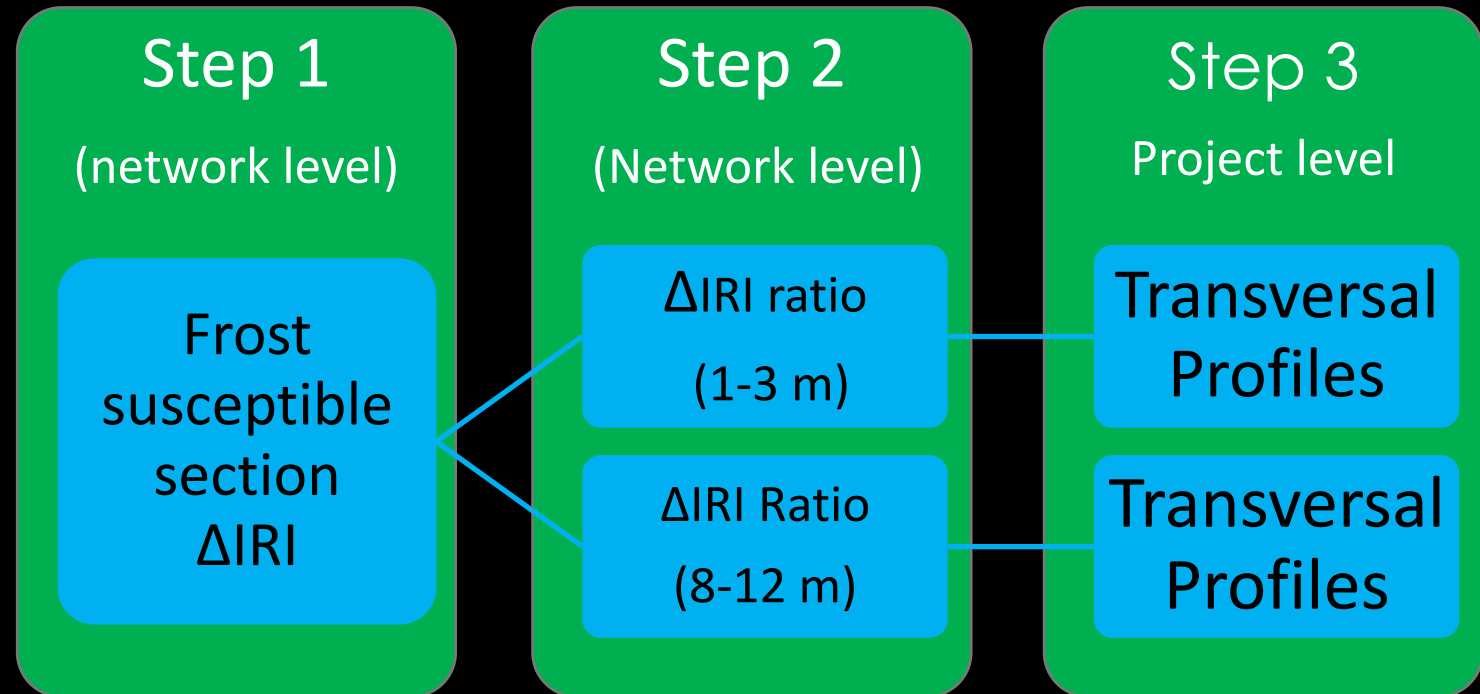 Step 1
(network level)
Frost
susceptible
section
ΔIRI
Step 2
(Network level)
ΔIRI ratio
(1-3 m)
ΔIRI Ratio
(8-12 m)
Step 3
Project level
Transversal
Profiles
Transversal
Profiles